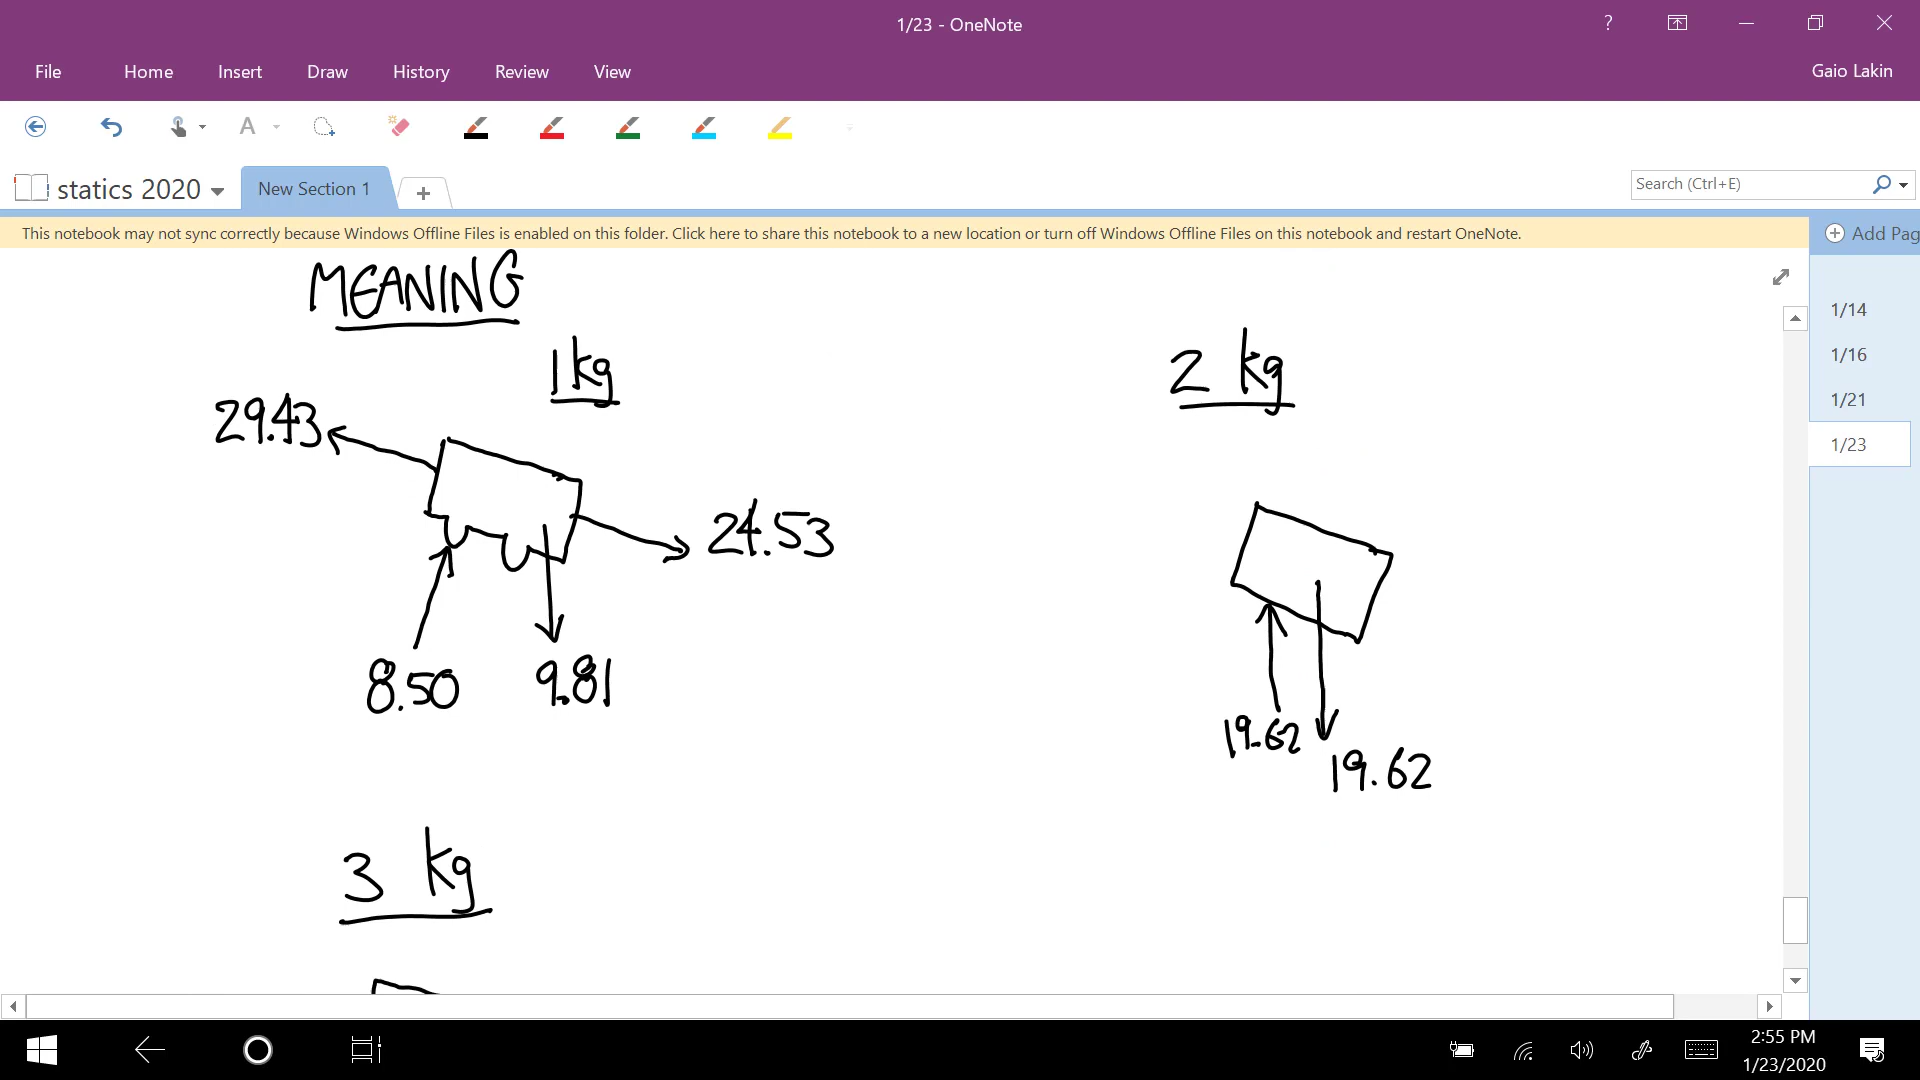 1/23 - OneNote
?
File Home Insert Draw History Review View
Gaio Lakin
A
statics 2020
New Section 1
+
Search (Ctrl+E)
This notebook may not sync correctly because Windows Offline Files is enabled on this folder. Click here to share this notebook to a new location or turn off Windows Offline Files on this notebook and restart OneNote.
Add Pag
1/14
1/16
1/21
1/23
MEANING
1kg
29.43
24.53
8.50
9.81
2 kg
19.62
19.62
3 kg
2:55 PM
1/23/2020